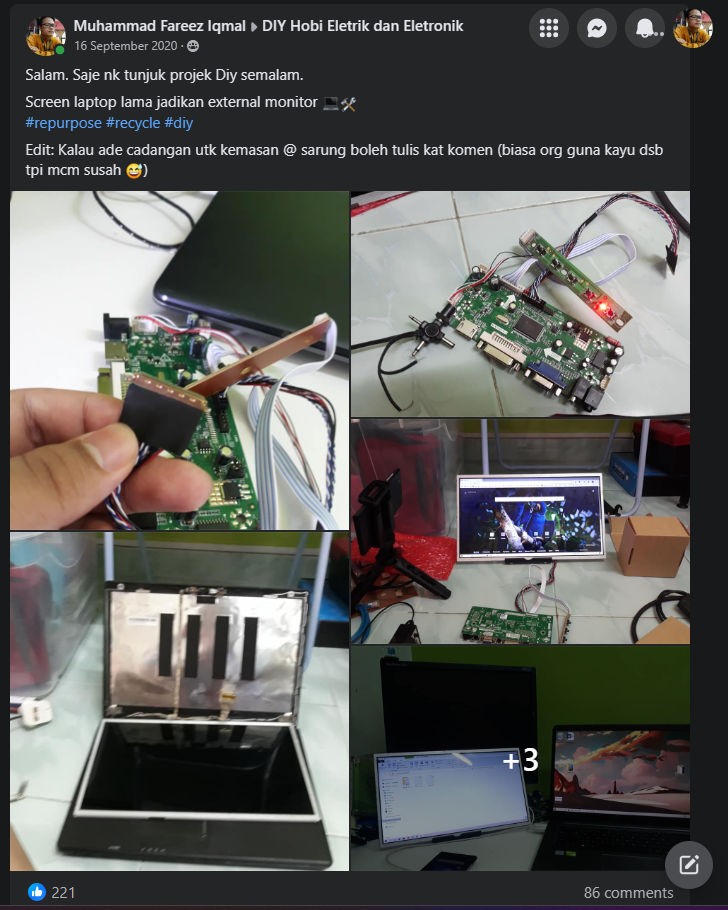 Muhammad Fareez Iqmal ▸ DIY Hobi Eletrik dan Eletronik
16 September 2020 ·
Salam. Saje nk tunjuk projek Diy semalam.
Screen laptop lama jadikan external monitor 💻🛠
#repurpose #recycle #diy
Edit: Kalau ade cadangan utk kemasan @ sarung boleh tulis kat komen (biasa org guna kayu dsb
tpi mcm susah 😅)
+3
221
86 comments